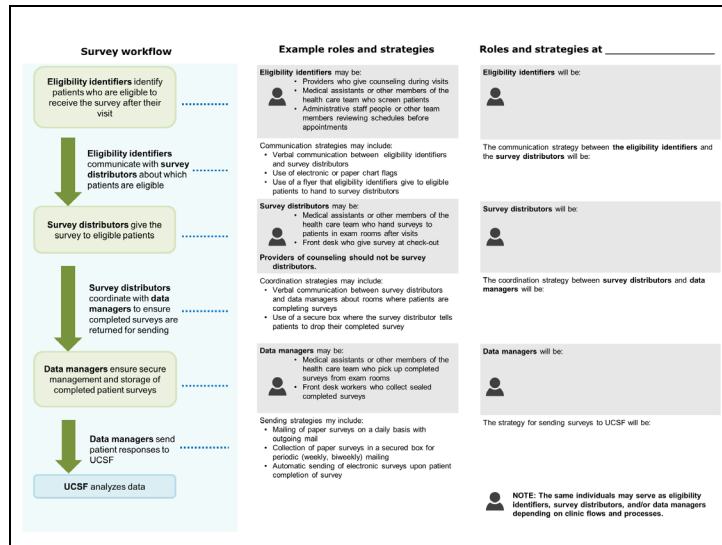 Survey workflow
Eligibility identifiers identify
patients who are eligible to
receive the survey after their
visit
Eligibility identifiers
communicate with survey
distributors about which
patients are eligible
Survey distributors give the
survey to eligible patients
Survey distributors
coordinate with data
managers to ensure
completed surveys are
returned for sending
Data managers ensure secure
management and storage of
completed patient surveys
Data managers send
patient responses to
UCSF
UCSF analyzes data
Example roles and strategies
Eligibility identifiers may be:
• Providers who give counseling during visits
• Medical assistants or other members of the
health care team who screen patients
• Administrative staff people or other team
members reviewing schedules before
appointments
Communication strategies may include:
• Verbal communication between eligibility identifiers
and survey distributors
• Use of electronic or paper chart flags
• Use of a flyer that eligibility identifiers give to eligible
patients to hand to survey distributors
Survey distributors may be:
• Medical assistants or other members of the
health care team who hand surveys to
patients in exam rooms after visits
• Front desk who give survey at check-out
Providers of counseling should not be survey
distributors.
Coordination strategies may include:
• Verbal communication between survey distributors
and data managers about rooms where patients are
completing surveys
• Use of a secure box where the survey distributor tells
patients to drop their completed survey
Data managers may be:
• Medical assistants or other members of the
health care team who pick up completed
surveys from exam rooms
• Front desk workers who collect sealed
completed surveys
Sending strategies my include:
• Mailing of paper surveys on a daily basis with
outgoing mail
• Collection of paper surveys in a secured box for
periodic (weekly, biweekly) mailing
• Automatic sending of electronic surveys upon patient
completion of survey
Roles and strategies at ____________________
Eligibility identifiers will be:
The communication strategy between the eligibility identifiers and
the survey distributors will be:
Survey distributors will be:
The coordination strategy between survey distributors and data
managers will be:
Data managers will be:
The strategy for sending surveys to UCSF will be:
NOTE: The same individuals may serve as eligibility
identifiers, survey distributors, and/or data managers
depending on clinic flows and processes.